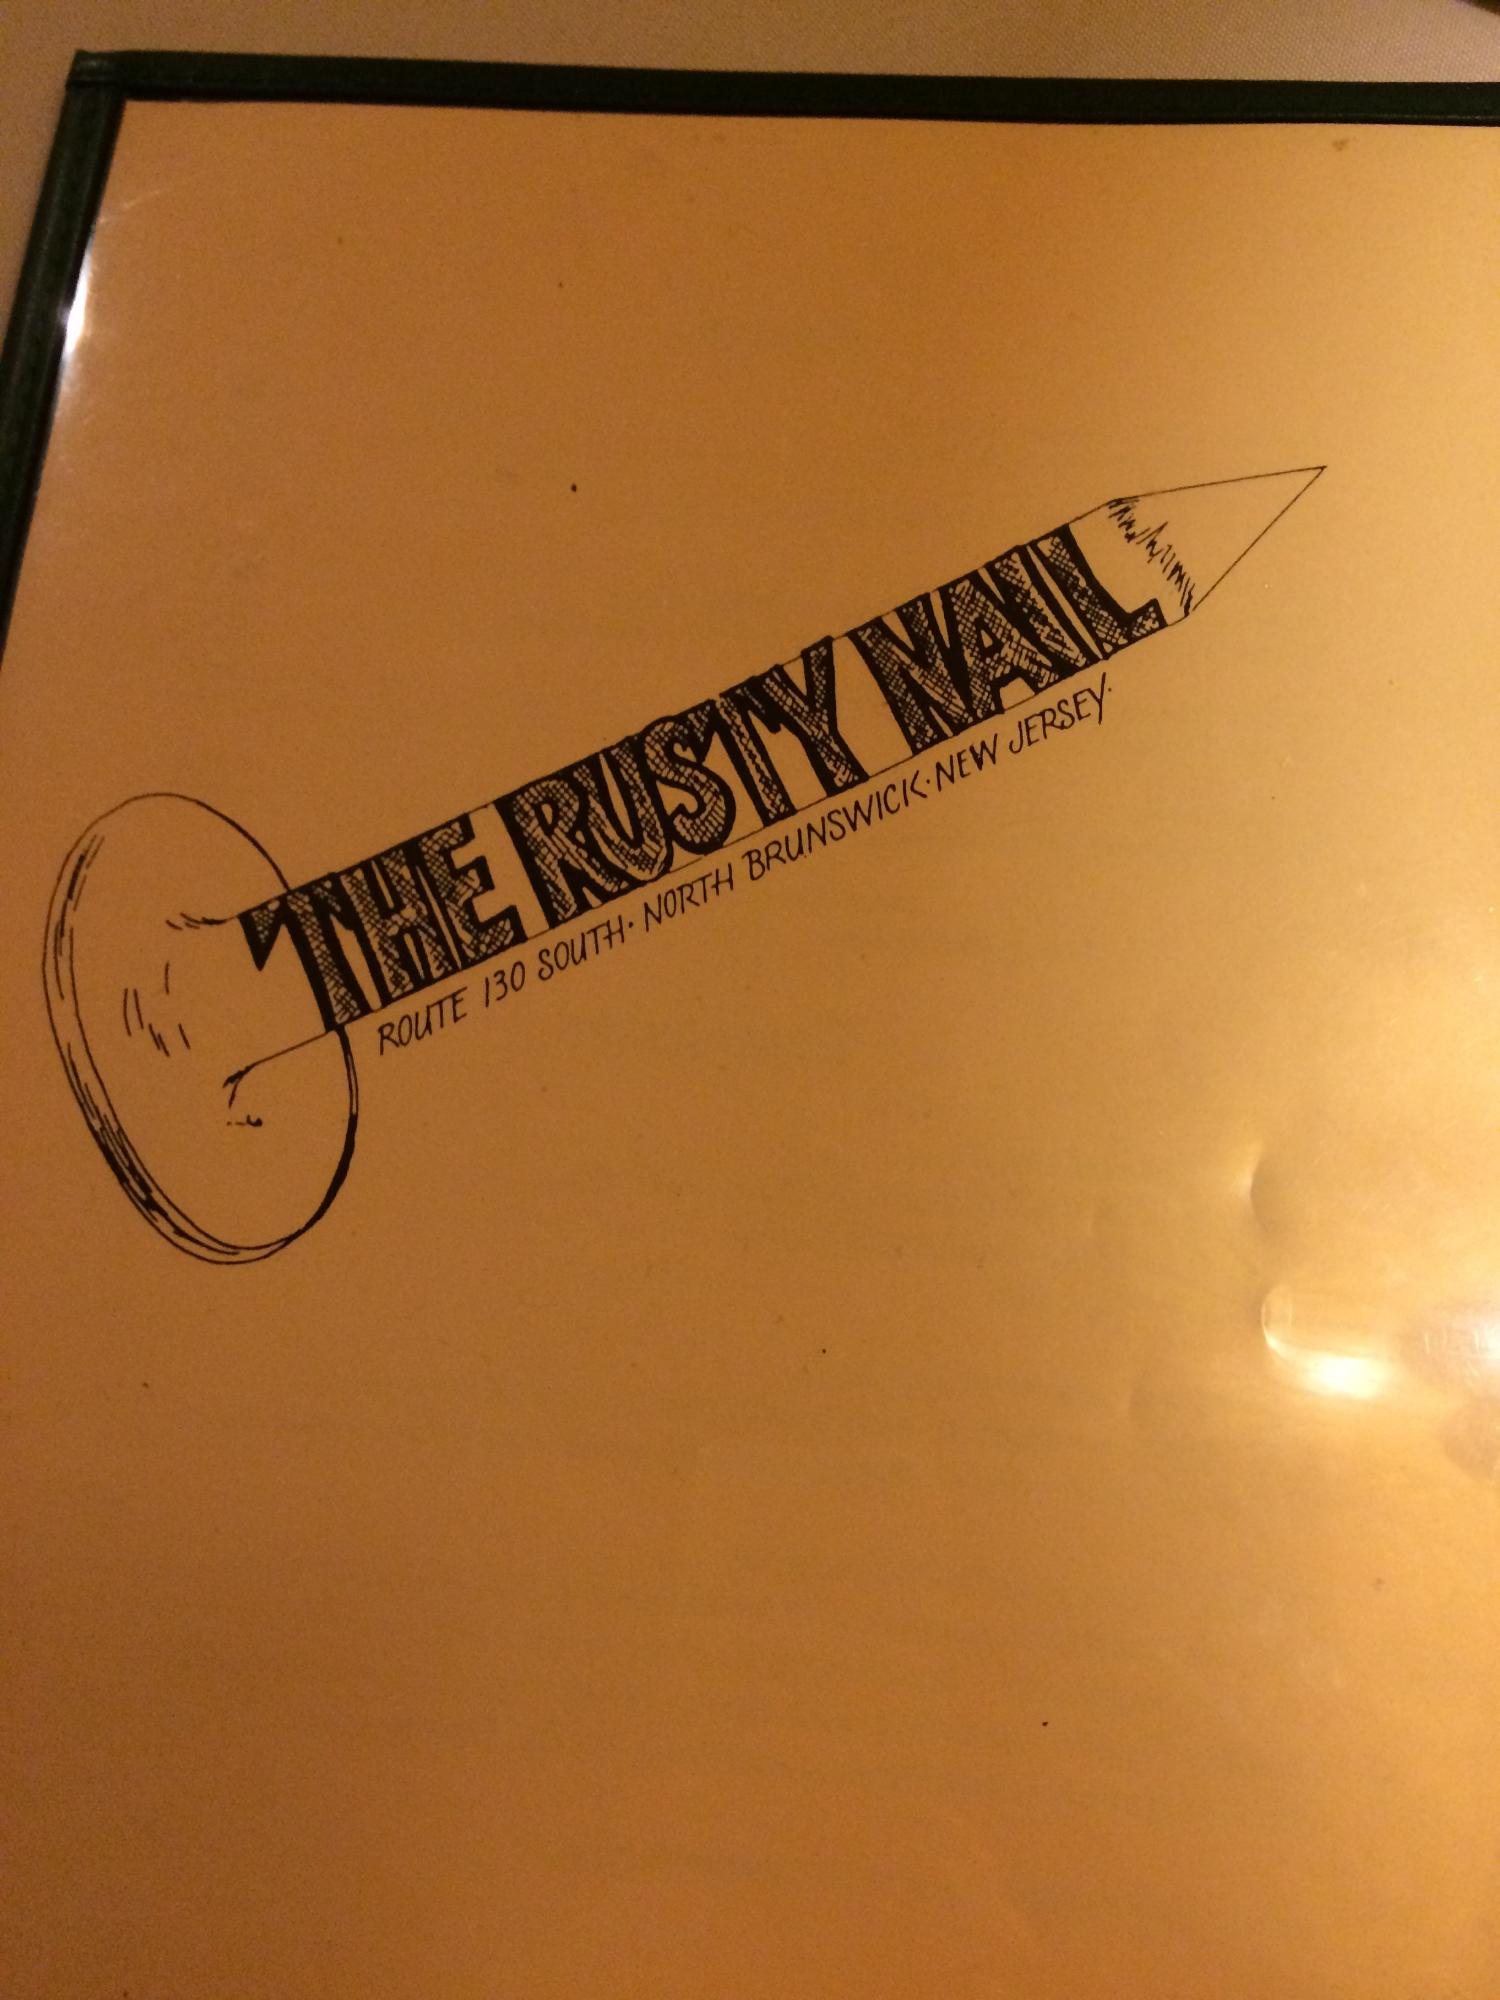 THE RUSTY NAIL
ROUTE 130 SOUTH · NORTH BRUNSWICK · NEW JERSEY ·